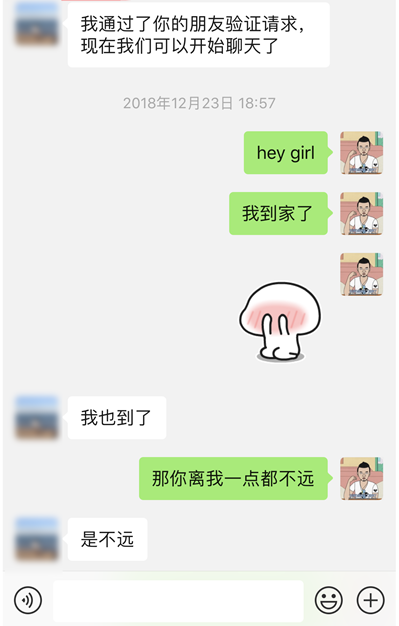 我通过了你的朋友验证请求，
现在我们可以开始聊天了
2018年12月23日 18:57
hey girl
我到家了
我也到了
那你离我一点都不远
是不远